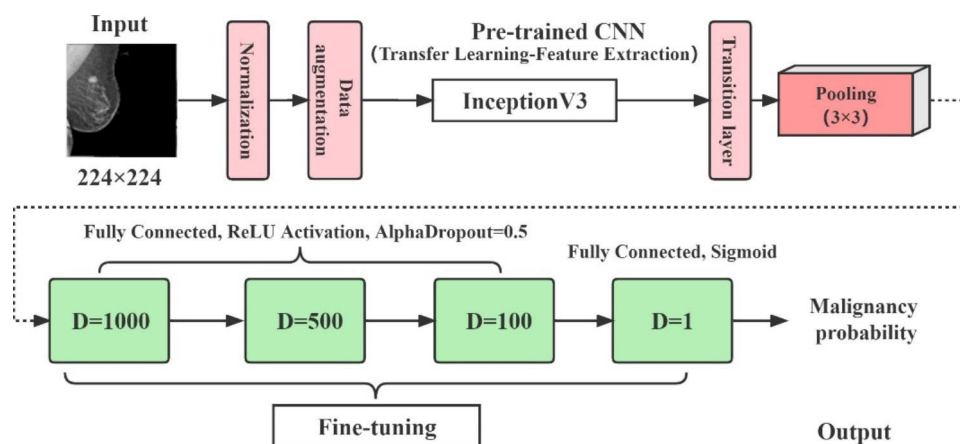 Input
224×224
Normalization
Data
augmentation
Pre-trained CNN
(Transfer Learning-Feature Extraction)
InceptionV3
Transition layer
Pooling
(3×3)
Fully Connected, ReLU Activation, AlphaDropout=0.5
Fully Connected, Sigmoid
D=1000
D=500
D=100
D=1
Malignancy
probability
Fine-tuning
Output